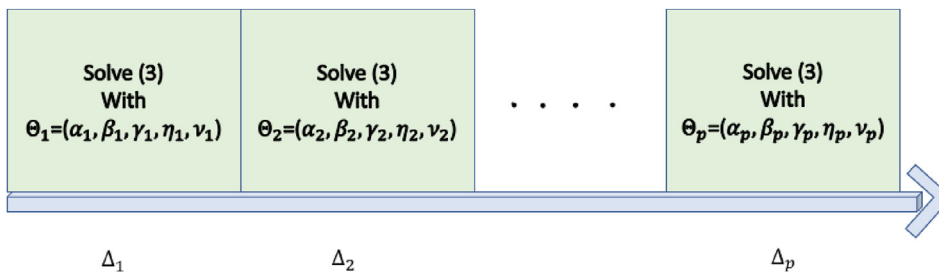 Solve (3)
With
Θ₁=(α₁, β₁, γ₁, η₁, ν₁)
Solve (3)
With
Θ₂=(α₂, β₂, γ₂, η₂, ν₂)
. . . .
Solve (3)
With
Θₚ=(αₚ, βₚ, γₚ, ηₚ, νₚ)
Δ₁
Δ₂
Δₚ